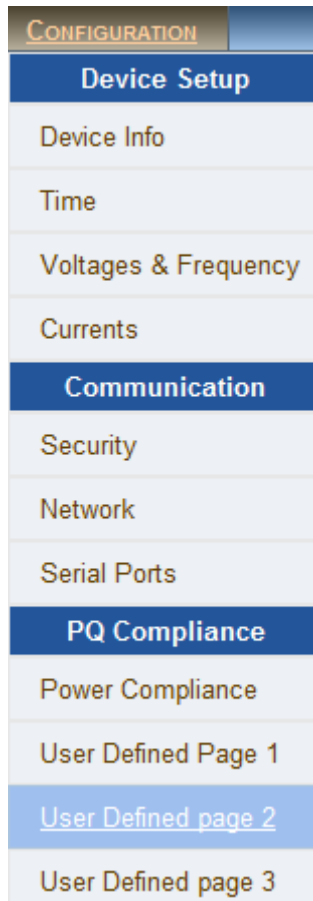 CONFIGURATION
Device Setup
Device Info
Time
Voltages & Frequency
Currents
Communication
Security
Network
Serial Ports
PQ Compliance
Power Compliance
User Defined Page 1
User Defined page 2
User Defined page 3